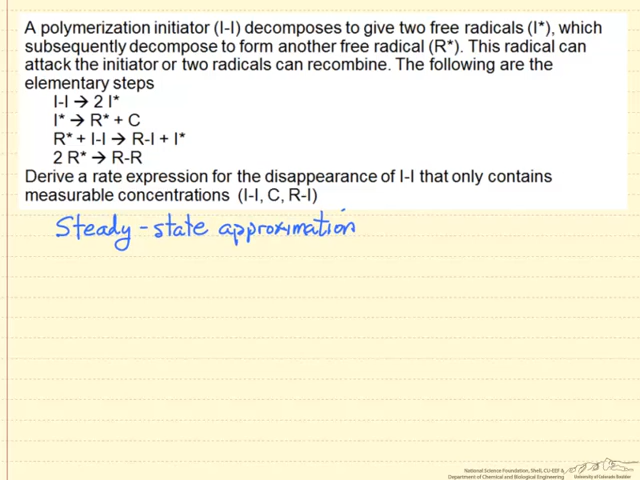 A polymerization initiator (I-I) decomposes to give two free radicals (I*), which
subsequently decompose to form another free radical (R*). This radical can
attack the initiator or two radicals can recombine. The following are the
elementary steps
I-I → 2 I*
I* → R* + C
R* + I-I → R-I + I*
2 R* → R-R
Derive a rate expression for the disappearance of I-I that only contains
measurable concentrations (I-I, C, R-I)
Steady-state approximation
National Science Foundation, Shell, CU-EEF &
Department of Chemical and Biological Engineering
University of Colorado Boulder